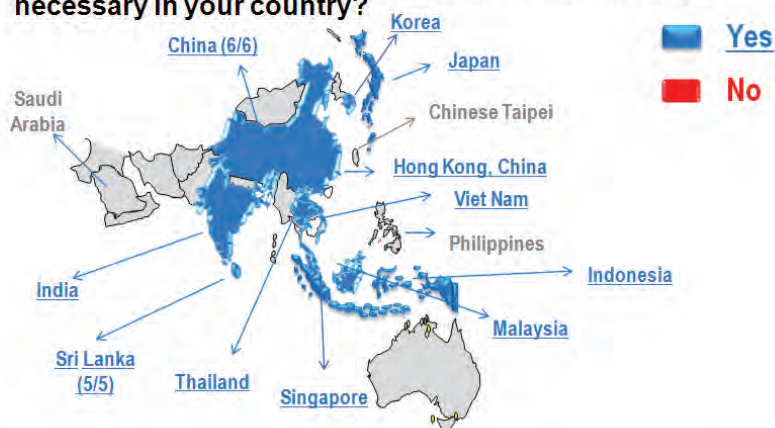 necessary in your country?
Korea
China (6/6)
Yes
Japan
Saudi
Arabia
No
Chinese Taipei
Hong Kong, China
Viet Nam
Philippines
Indonesia
India
Malaysia
Sri Lanka
(5/5)
Thailand
Singapore